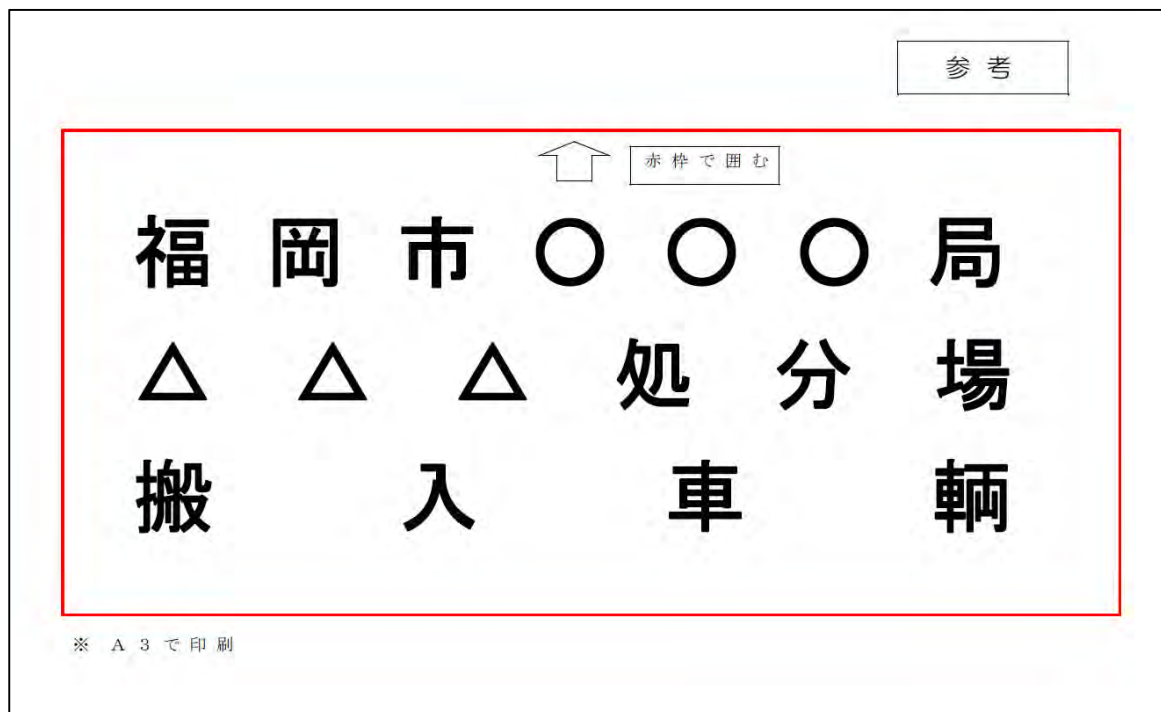 参考
赤枠で囲む
福岡市〇〇〇局
△△△処分場
搬入車輌
※ A3で印刷